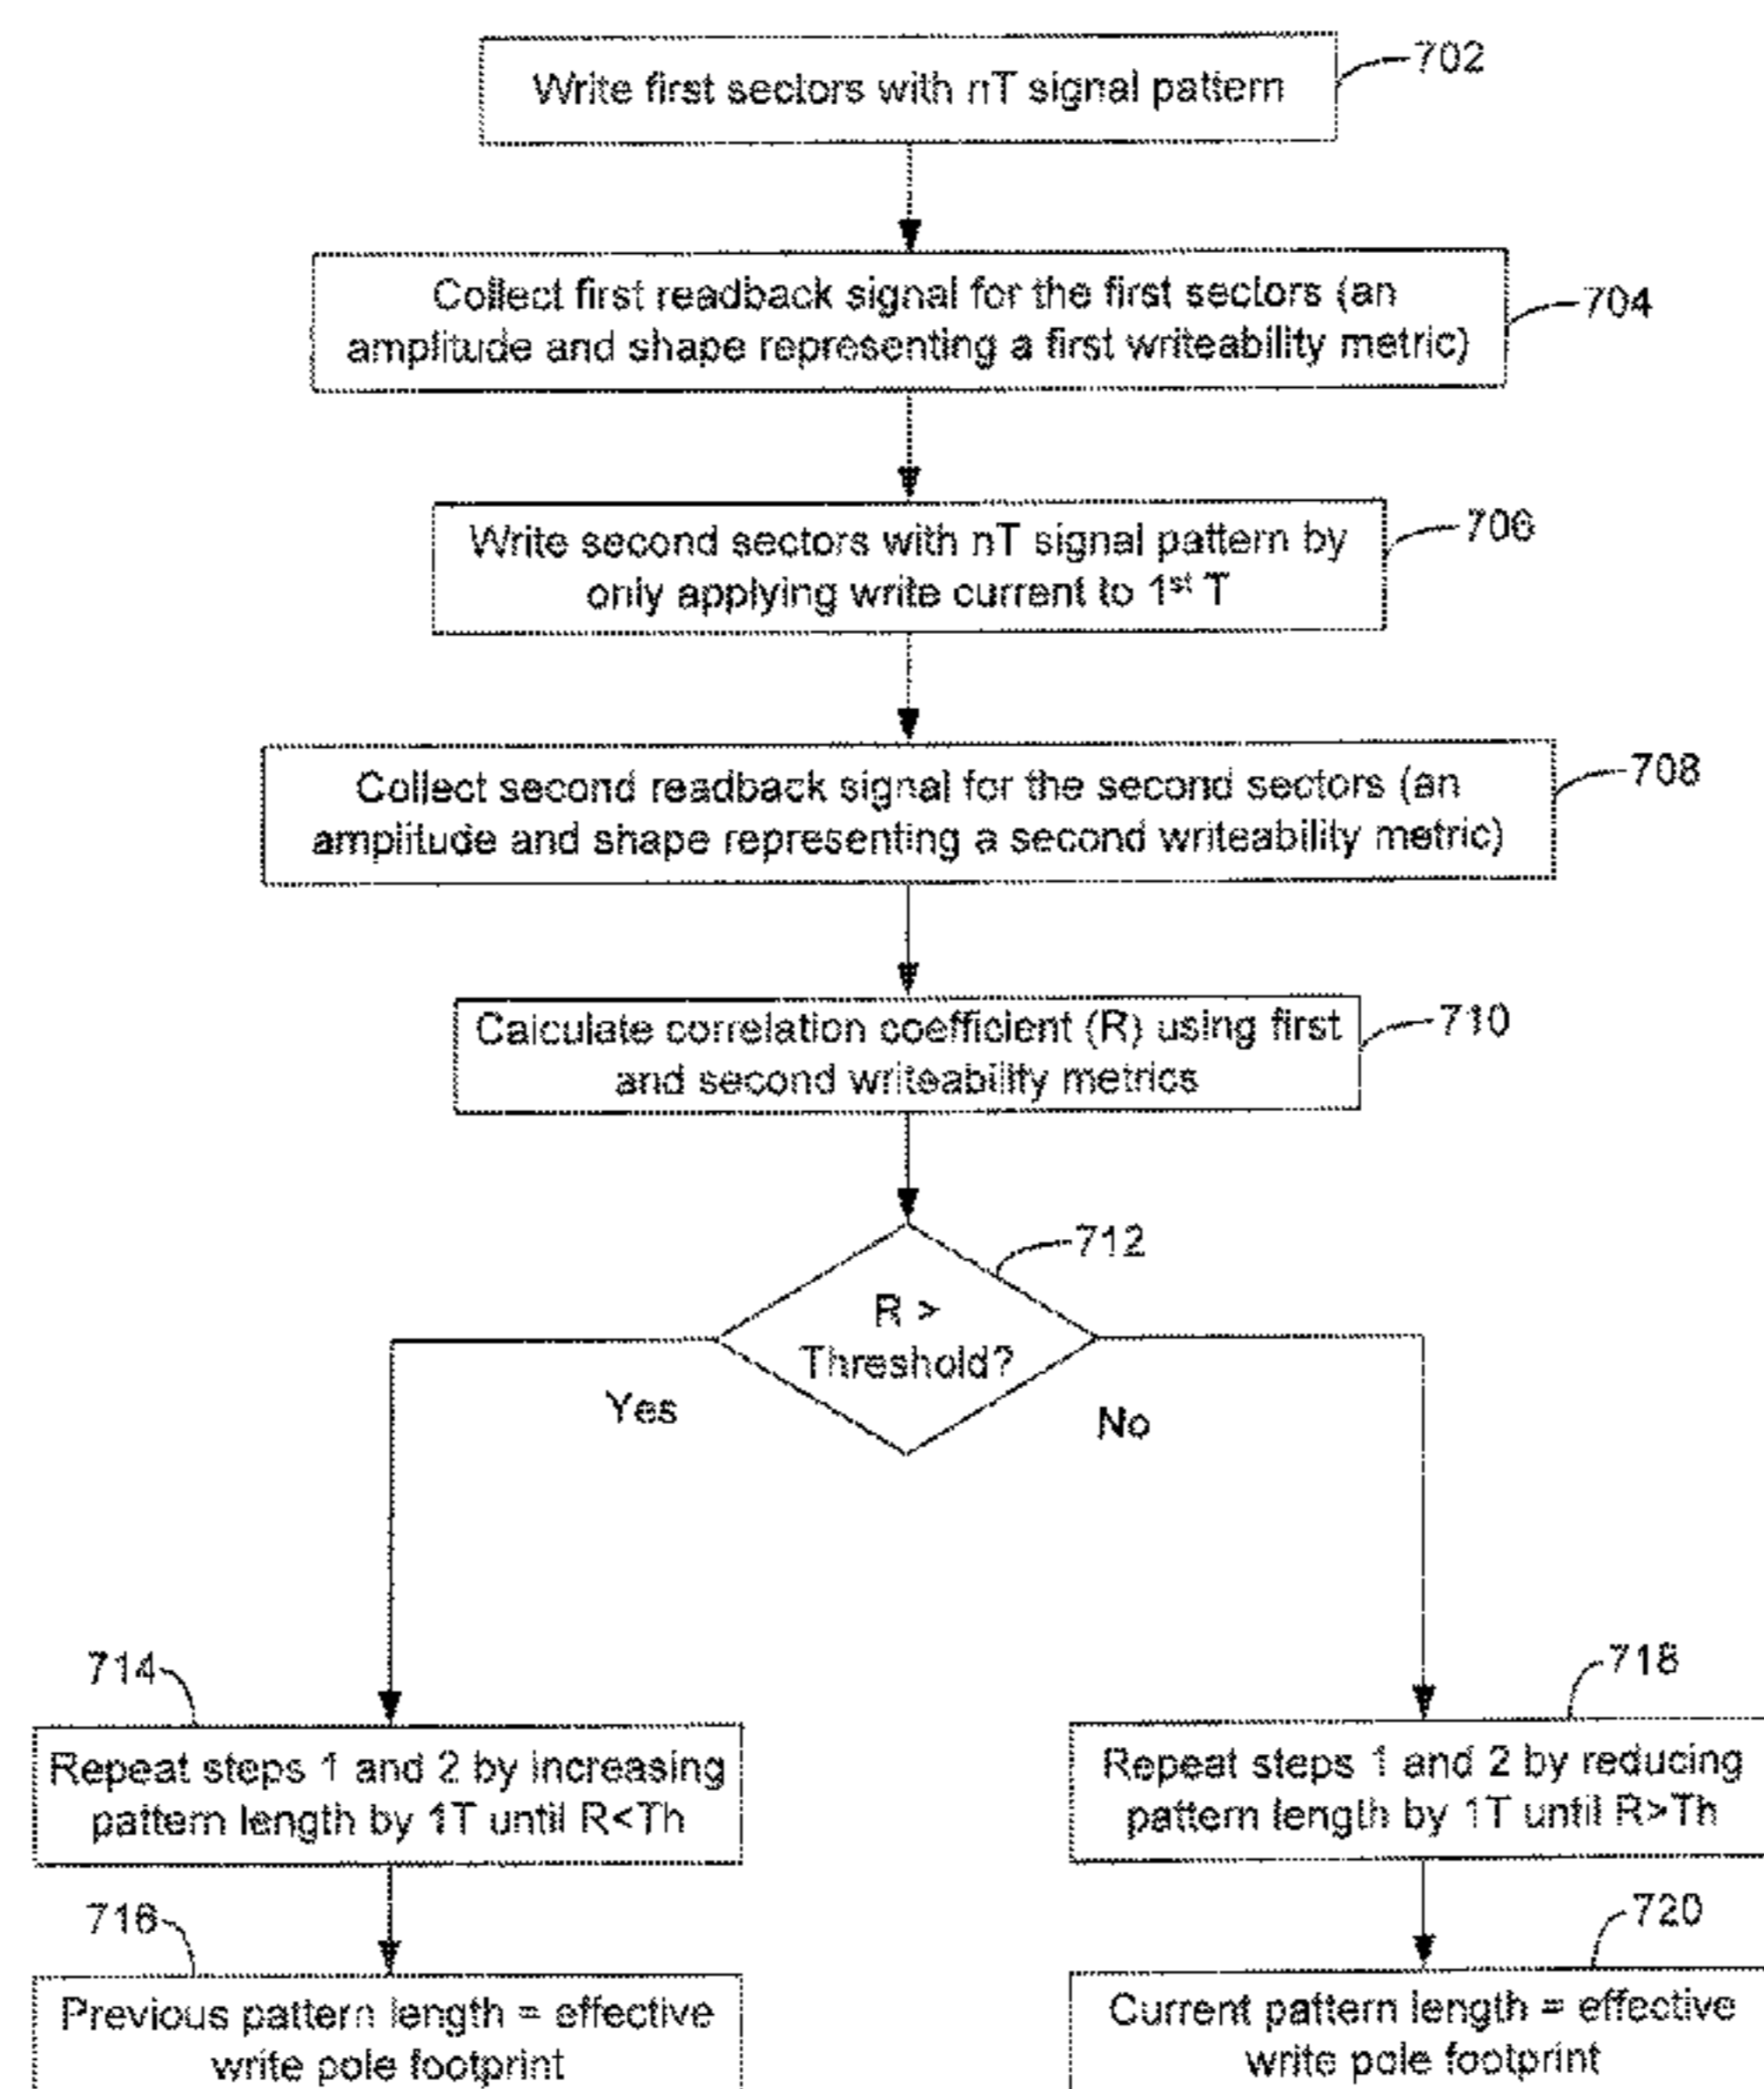 Write first sectors with nT signal pattern
702
Collect first readback signal for the first sectors (an
amplitude and shape representing a first writeability metric)
704
Write second sectors with nT signal pattern by
only applying write current to 1st T
706
Collect second readback signal for the second sectors (an
amplitude and shape representing a second writeability metric)
708
Calculate correlation coefficient (R) using first
and second writeability metrics
710
712
R >
Threshold?
Yes
No
714
Repeat steps 1 and 2 by increasing
pattern length by 1T until R<Th
718
Repeat steps 1 and 2 by reducing
pattern length by 1T until R>Th
716
Previous pattern length = effective
write pole footprint
720
Current pattern length = effective
write pole footprint